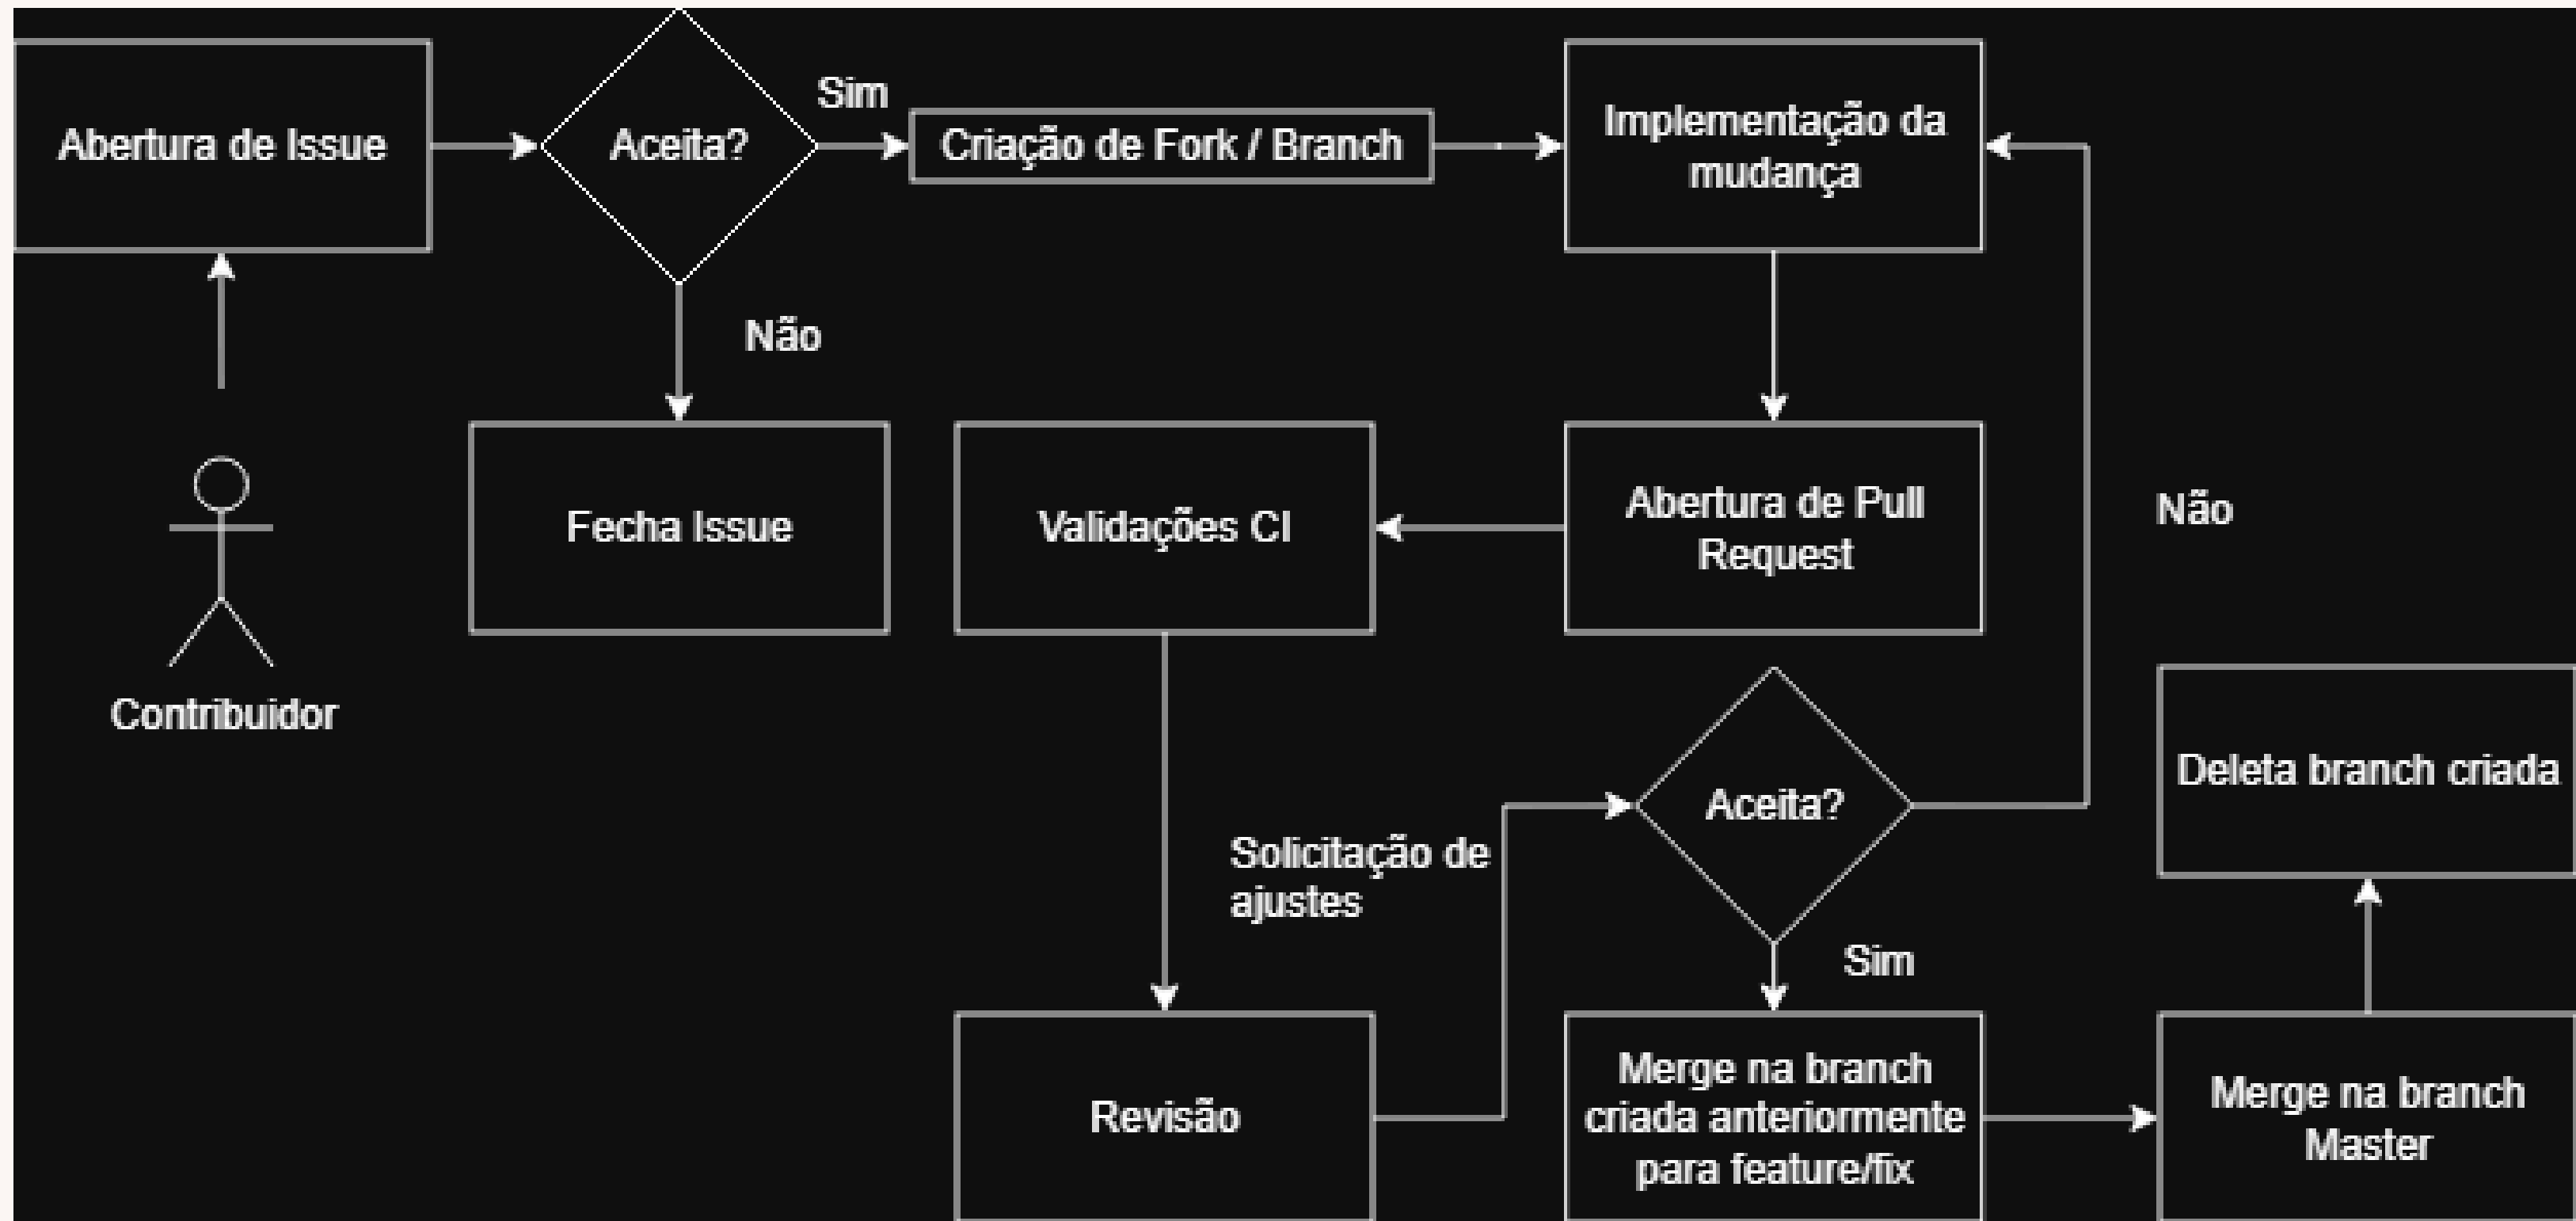 Abertura de Issue
Aceita?
Sim
Criação de Fork / Branch
Implementação da
mudança
Não
Fecha Issue
Validações CI
Abertura de Pull
Request
Não
Contribuidor
Solicitação de
ajustes
Aceita?
Sim
Deleta branch criada
Revisão
Merge na branch
criada anteriormente
para feature/fix
Merge na branch
Master